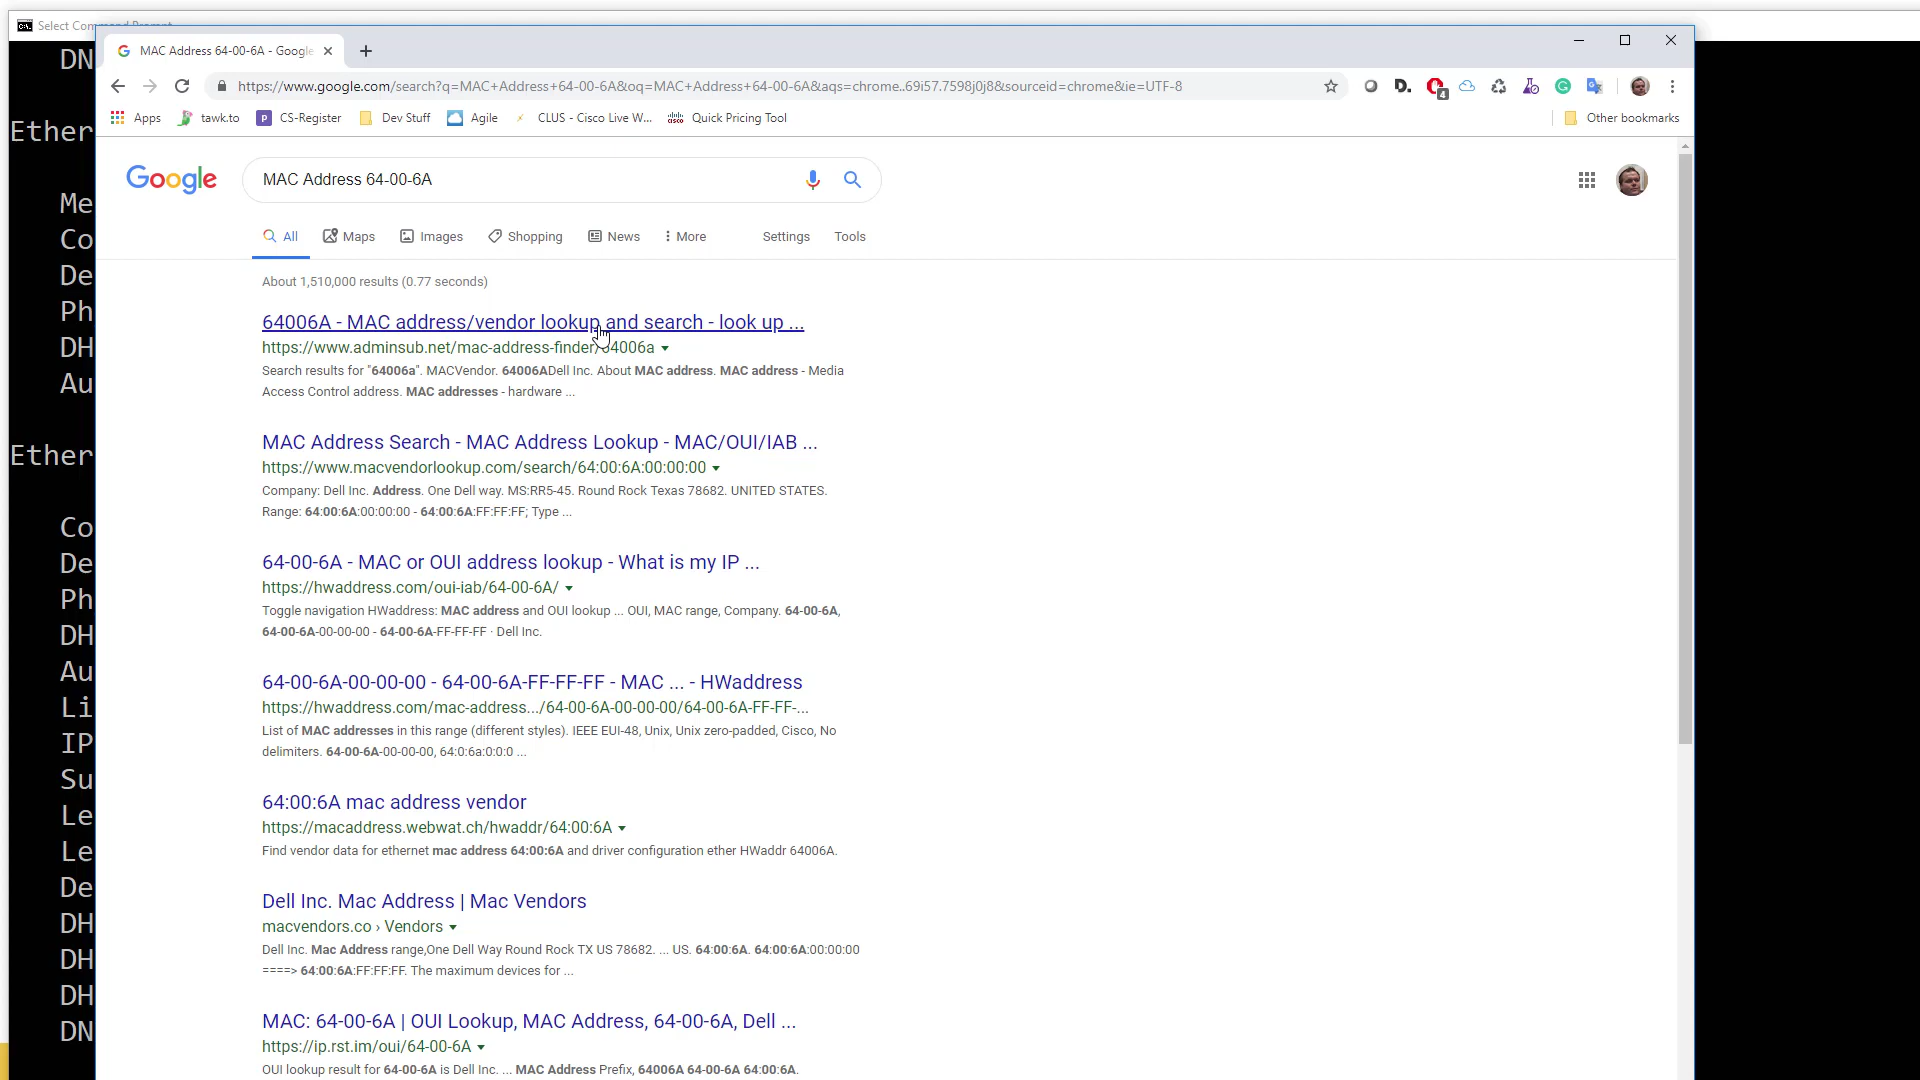 Select Command Prompt
MAC Address 64-00-6A - Google
https://www.google.com/search?q=MAC+Address+64-00-6A&oq=MAC+Address+64-00-6A&aqs=chrome..69i57.7598j0j8&sourceid=chrome&ie=UTF-8
4
Apps
tawk.to
CS-Register
Dev Stuff
Agile
CLUS - Cisco Live W...
Quick Pricing Tool
Other bookmarks
Google
MAC Address 64-00-6A
All
Maps
Images
Shopping
News
More
Settings
Tools
About 1,510,000 results (0.77 seconds)
64006A - MAC address/vendor lookup and search - look up ...
https://www.adminsub.net/mac-address-finder/64006a
Search results for "64006a". MACVendor. 64006ADell Inc. About MAC address. MAC address - Media
Access Control address. MAC addresses - hardware ...
MAC Address Search - MAC Address Lookup - MAC/OUI/IAB ...
https://www.macvendorlookup.com/search/64:00:6A:00:00:00
Company: Dell Inc. Address. One Dell way. MS:RR5-45. Round Rock Texas 78682. UNITED STATES.
Range: 64:00:6A:00:00:00 - 64:00:6A:FF:FF:FF; Type ...
64-00-6A - MAC or OUI address lookup - What is my IP ...
https://hwaddress.com/oui-iab/64-00-6A/
Toggle navigation HWaddress: MAC address and OUI lookup ... OUI, MAC range, Company. 64-00-6A,
64-00-6A-00-00-00 - 64-00-6A-FF-FF-FF · Dell Inc.
64-00-6A-00-00-00 - 64-00-6A-FF-FF-FF - MAC ... - HWaddress
https://hwaddress.com/mac-address.../64-00-6A-00-00-00/64-00-6A-FF-FF-...
List of MAC addresses in this range (different styles). IEEE EUI-48, Unix, Unix zero-padded, Cisco, No
delimiters. 64-00-6A-00-00-00, 64:0:6a:0:0:0 ...
64:00:6A mac address vendor
https://macaddress.webwat.ch/hwaddr/64:00:6A
Find vendor data for ethernet mac address 64:00:6A and driver configuration ether HWaddr 64006A.
Dell Inc. Mac Address | Mac Vendors
macvendors.co › Vendors
Dell Inc. Mac Address range,One Dell Way Round Rock TX US 78682. ... US. 64:00:6A. 64:00:6A:00:00:00
====> 64:00:6A:FF:FF:FF. The maximum devices for ...
MAC: 64-00-6A | OUI Lookup, MAC Address, 64-00-6A, Dell ...
https://ip.rst.im/oui/64-00-6A
OUI lookup result for 64-00-6A is Dell Inc. ... MAC Address Prefix, 64006A 64-00-6A 64:00:6A.
DN
Ether
Me
Co
De
Ph
DH
Au
Ether
Co
De
Ph
DH
Au
Li
IP
Su
Le
Le
De
DH
DH
DH
DN